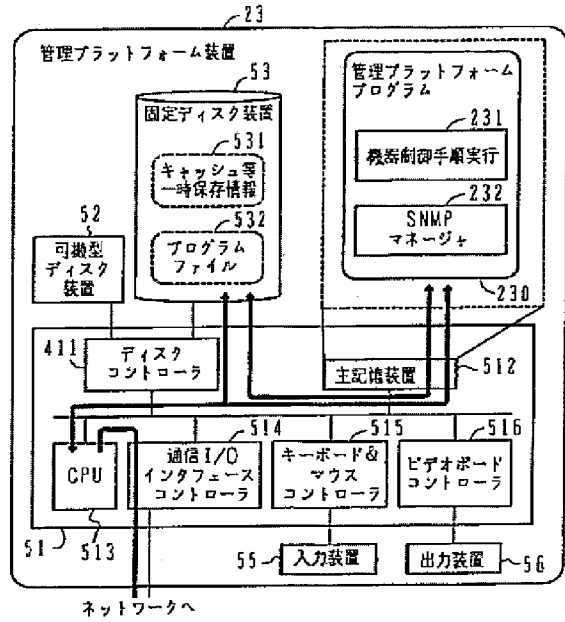 23
管理プラットフォーム装置
53
固定ディスク装置
531
キャッシュ等
一時保存情報
532
プログラム
ファイル
52
可搬型
ディスク
装置
管理プラットフォーム
プログラム
231
機器制御手順実行
232
SNMP
マネージャ
230
411
ディスク
コントローラ
主記憶装置
512
CPU
513
51
514
通信I/O
インタフェース
コントローラ
515
キーボード&
マウス
コントローラ
516
ビデオボード
コントローラ
55
入力装置
出力装置
56
ネットワークへ